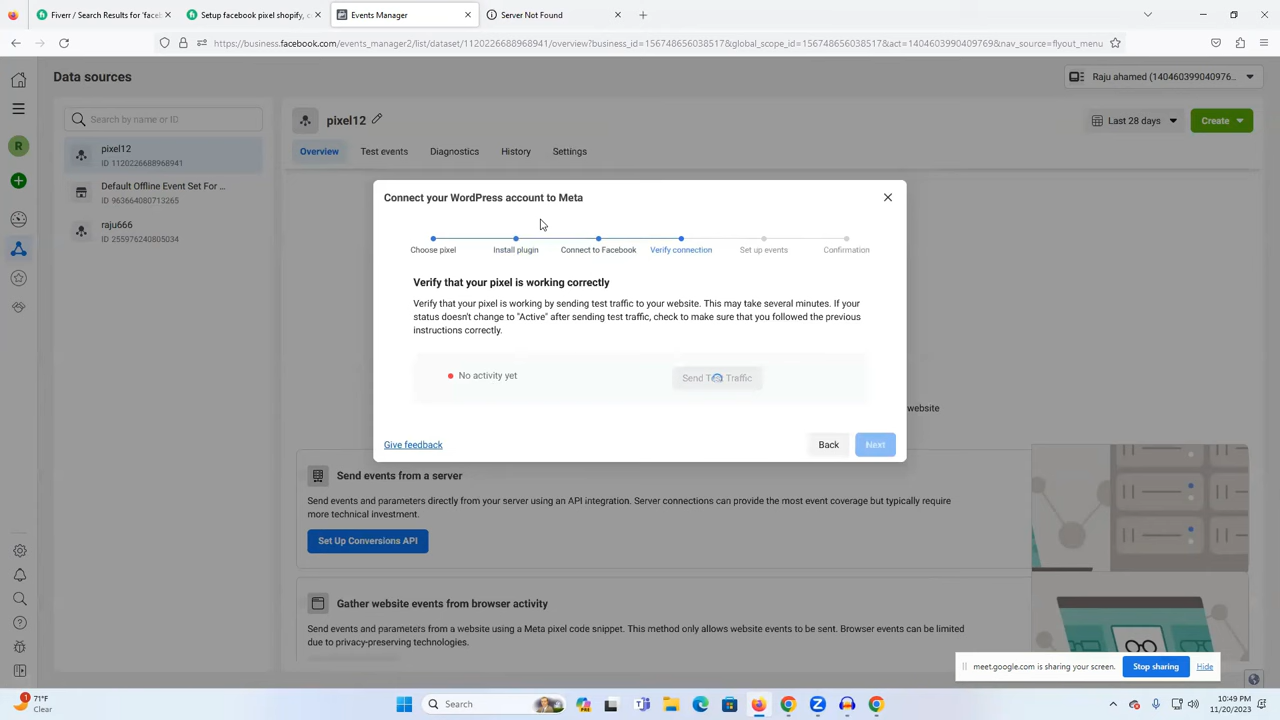 Fiverr / Search Results for 'faceb
Setup facebook pixel shopify, c
Events Manager
Server Not Found
https://business.facebook.com/events_manager2/list/dataset/1120226688968941/overview?business_id=156748656038517&global_scope_id=156748656038517&act=1404603990409769&nav_source=flyout_menu
Data sources
Raju ahamed (140460399040976...
Search by name or ID
pixel12
Last 28 days
Create
R
pixel12
ID 1120226688968941
Overview
Test events
Diagnostics
History
Settings
Default Offline Event Set For ...
ID 963664080713265
raju666
ID 255976240805034
Connect your WordPress account to Meta
Choose pixel
Install plugin
Connect to Facebook
Verify connection
Set up events
Confirmation
Verify that your pixel is working correctly
Verify that your pixel is working by sending test traffic to your website. This may take several minutes. If your
status doesn't change to "Active" after sending test traffic, check to make sure that you followed the previous
instructions correctly.
No activity yet
Send Test Traffic
website
Give feedback
Back
Next
Send events from a server
Send events and parameters directly from your server using an API integration. Server connections can provide the most event coverage but typically require
more technical investment.
Set Up Conversions API
Gather website events from browser activity
Send events and parameters from a website using a Meta pixel code snippet. This method only allows website events to be sent. Browser events can be limited
due to privacy-preserving technologies.
meet.google.com is sharing your screen.
Stop sharing
Hide
1
71°F
Clear
Search
10:49 PM
11/20/2023